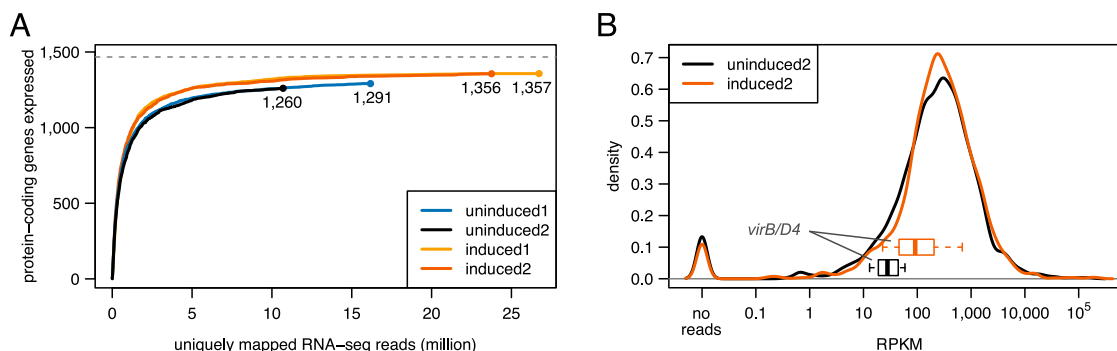 A
protein−coding genes expressed
1,500
1,000
500
0
1,260
1,291
1,356
1,357
uninduced1
uninduced2
induced1
induced2
0 5 10 15 20 25
uniquely mapped RNA−seq reads (million)
B
density
0.7
0.6
0.5
0.4
0.3
0.2
0.1
0.0
uninduced2
induced2
virB/D4
no reads 0.1 1 10 100 1,000 10,000 10⁵
RPKM